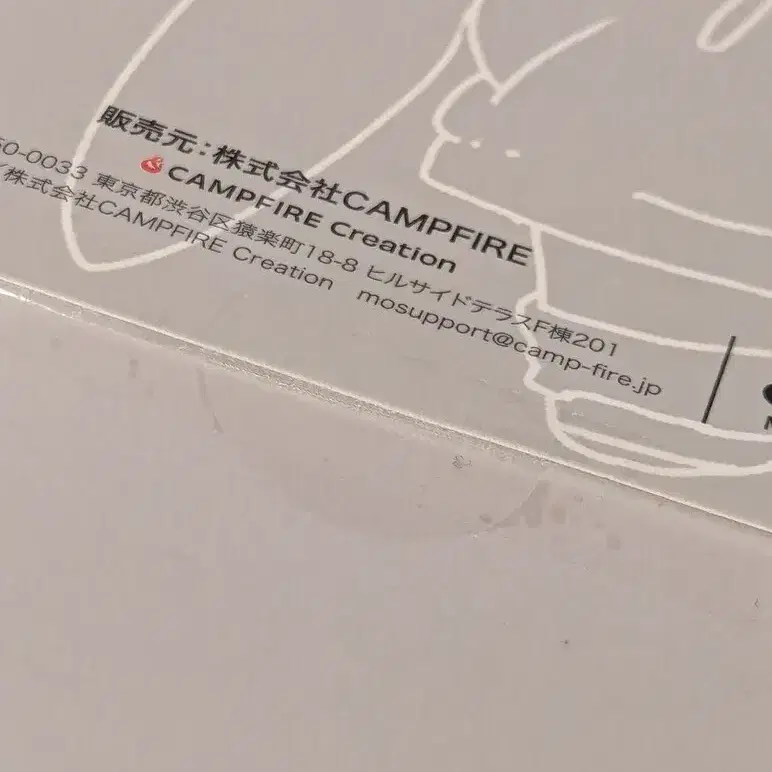 販売元：株式会社CAMPFIRE
CAMPFIRE Creation
0-0033 東京都渋谷区猿楽町18-8 ヒルサイドテラスF棟201
株式会社CAMPFIRE Creation mosupport@camp-fire.jp